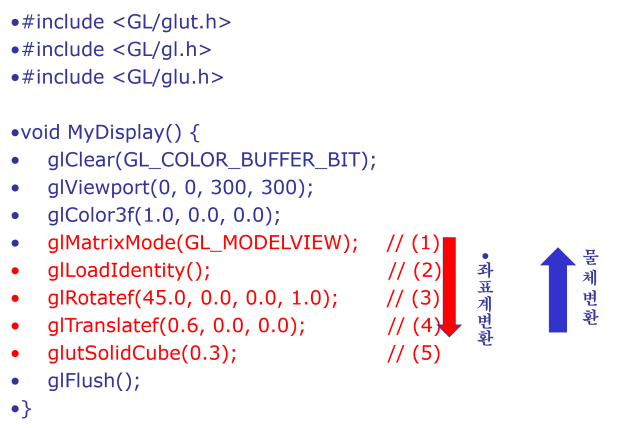 •#include <GL/glut.h>
•#include <GL/gl.h>
•#include <GL/glu.h>
•void MyDisplay() {
• glClear(GL_COLOR_BUFFER_BIT);
• glViewport(0, 0, 300, 300);
• glColor3f(1.0, 0.0, 0.0);
• glMatrixMode(GL_MODELVIEW); // (1)
• glLoadIdentity(); // (2)
• glRotatef(45.0, 0.0, 0.0, 1.0); // (3)
• glTranslatef(0.6, 0.0, 0.0); // (4)
• glutSolidCube(0.3); // (5)
• glFlush();
•}
•좌표계변환
물체변환